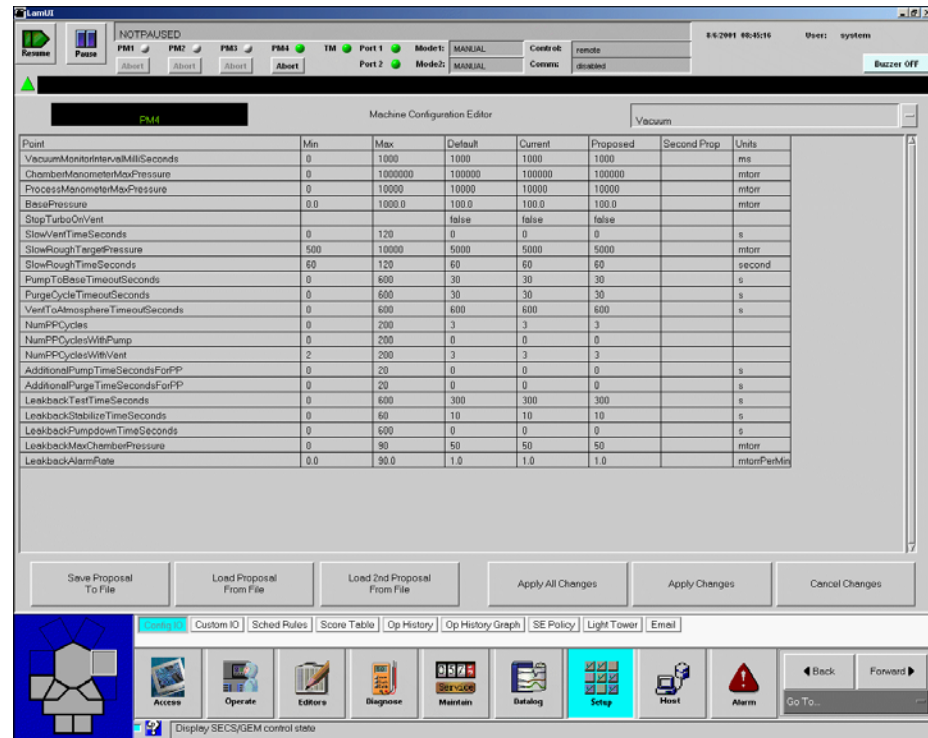 LamUI
NOTPAUSED
8/6/2001 08:45:16 User: system
Resume Pause
PM1 PM2 PM3 PM4 TM Port 1 Mode1: MANUAL Control: remote
Abort Abort Abort Abort Port 2 Mode2: MANUAL Comm: disabled
Buzzer OFF
PM4 Machine Configuration Editor Vacuum
Point Min Max Default Current Proposed Second Prop Units
VacuumMonitorIntervalMilliSeconds 0 1000 1000 1000 1000 ms
ChamberManometerMaxPressure 0 1000000 100000 100000 100000 mtorr
ProcessManometerMaxPressure 0 10000 10000 10000 10000 mtorr
BasePressure 0.0 1000.0 100.0 100.0 100.0 mtorr
StopTurboOnVent false false false
SlowVentTimeSeconds 0 120 0 0 0 s
SlowRoughTargetPressure 500 10000 5000 5000 5000 mtorr
SlowRoughTimeSeconds 60 120 60 60 60 second
PumpToBaseTimeoutSeconds 0 600 30 30 30 s
PurgeCycleTimeoutSeconds 0 600 30 30 30 s
VentToAtmosphereTimeoutSeconds 0 600 600 600 600 s
NumPPCycles 0 200 3 3 3
NumPPCyclesWithPump 0 200 0 0 0
NumPPCyclesWithVent 2 200 3 3 3
AdditionalPumpTimeSecondsForPP 0 20 0 0 0 s
AdditionalPurgeTimeSecondsForPP 0 20 0 0 0 s
LeakbackTestTimeSeconds 0 600 300 300 300 s
LeakbackStabilizeTimeSeconds 0 60 10 10 10 s
LeakbackPumpdownTimeSeconds 0 600 0 0 0 s
LeakbackMaxChamberPressure 0 90 50 50 50 mtorr
LeakbackAlarmRate 0.0 90.0 1.0 1.0 1.0 mtorrPerMin
Save Proposal To File
Load Proposal From File
Load 2nd Proposal From File
Apply All Changes
Apply Changes
Cancel Changes
Config IO Custom IO Sched Rules Score Table Op History Op History Graph SE Policy Light Tower Email
Service
Access Operate Editors Diagnose Maintain Datalog Setup Host Alarm
Back Forward
Go To...
Display SECS/GEM control state